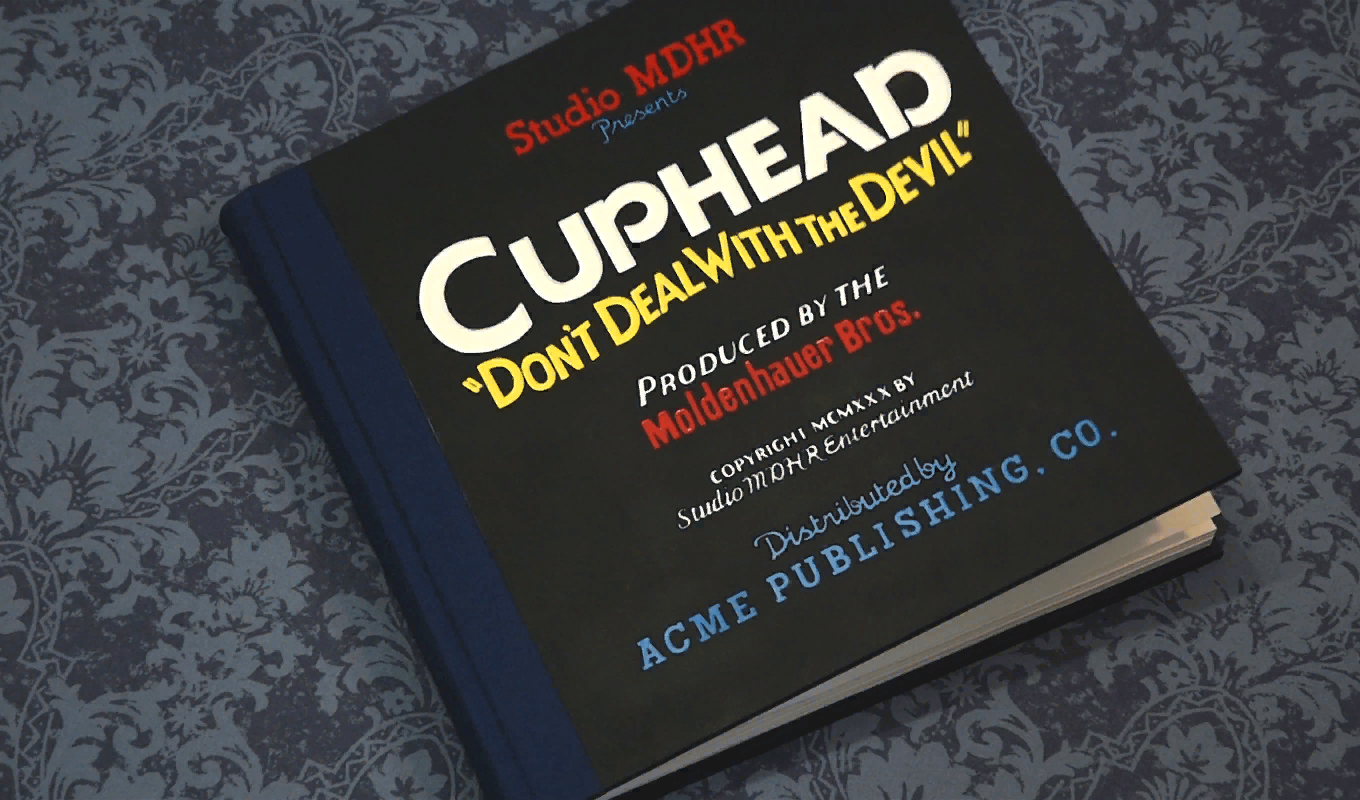 Studio MDHR
Presents
CUPHEAD
"DON'T DEAL WITH THE DEVIL"
PRODUCED BY THE
Moldenhauer Bros.
COPYRIGHT MCMXXX BY
Studio MDHR Entertainment
Distributed by
ACME PUBLISHING. CO.